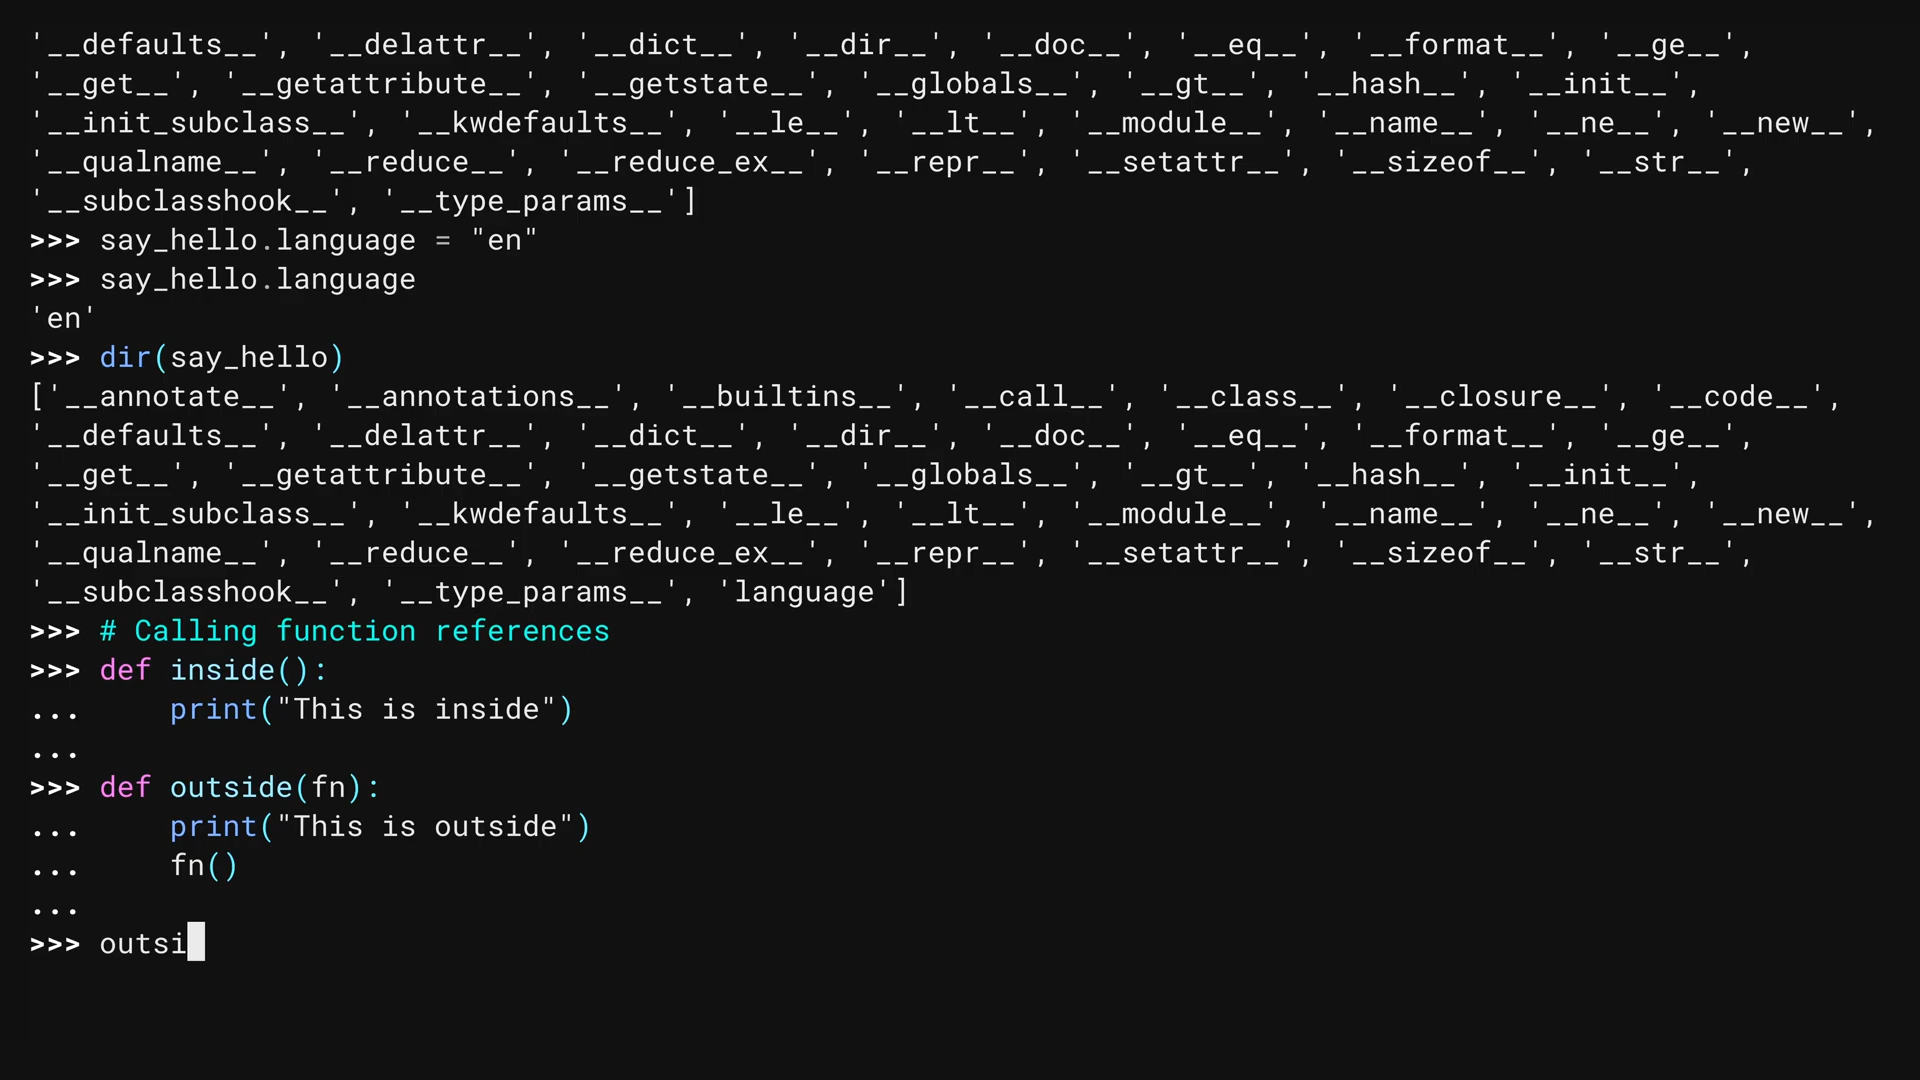 '__defaults__', '__delattr__', '__dict__', '__dir__', '__doc__', '__eq__', '__format__', '__ge__',
'__get__', '__getattribute__', '__getstate__', '__globals__', '__gt__', '__hash__', '__init__',
'__init_subclass__', '__kwdefaults__', '__le__', '__lt__', '__module__', '__name__', '__ne__', '__new__',
'__qualname__', '__reduce__', '__reduce_ex__', '__repr__', '__setattr__', '__sizeof__', '__str__',
'__subclasshook__', '__type_params__']
>>> say_hello.language = "en"
>>> say_hello.language
'en'
>>> dir(say_hello)
['__annotate__', '__annotations__', '__builtins__', '__call__', '__class__', '__closure__', '__code__',
'__defaults__', '__delattr__', '__dict__', '__dir__', '__doc__', '__eq__', '__format__', '__ge__',
'__get__', '__getattribute__', '__getstate__', '__globals__', '__gt__', '__hash__', '__init__',
'__init_subclass__', '__kwdefaults__', '__le__', '__lt__', '__module__', '__name__', '__ne__', '__new__',
'__qualname__', '__reduce__', '__reduce_ex__', '__repr__', '__setattr__', '__sizeof__', '__str__',
'__subclasshook__', '__type_params__', 'language']
>>> # Calling function references
>>> def inside():
...     print("This is inside")
...
>>> def outside(fn):
...     print("This is outside")
...     fn()
...
>>> outsi